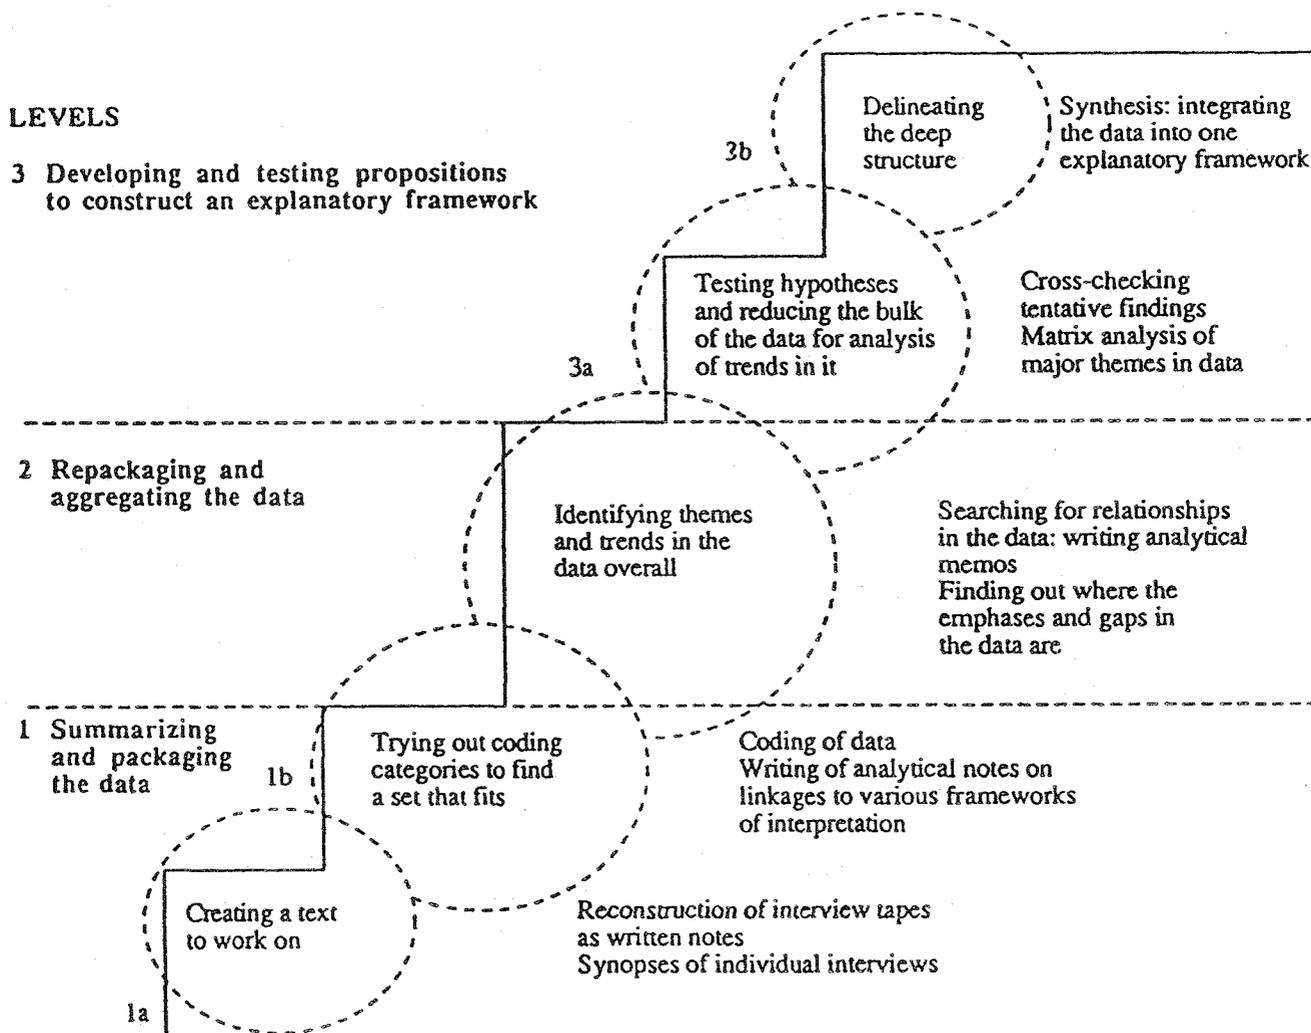 LEVELS
3 Developing and testing propositions
to construct an explanatory framework
3b
Delineating
the deep
structure
Synthesis: integrating
the data into one
explanatory framework
3a
Testing hypotheses
and reducing the bulk
of the data for analysis
of trends in it
Cross-checking
tentative findings
Matrix analysis of
major themes in data
2 Repackaging and
aggregating the data
Identifying themes
and trends in the
data overall
Searching for relationships
in the data: writing analytical
memos
Finding out where the
emphases and gaps in
the data are
1 Summarizing
and packaging
the data
1b
Trying out coding
categories to find
a set that fits
Coding of data
Writing of analytical notes on
linkages to various frameworks
of interpretation
1a
Creating a text
to work on
Reconstruction of interview tapes
as written notes
Synopses of individual interviews